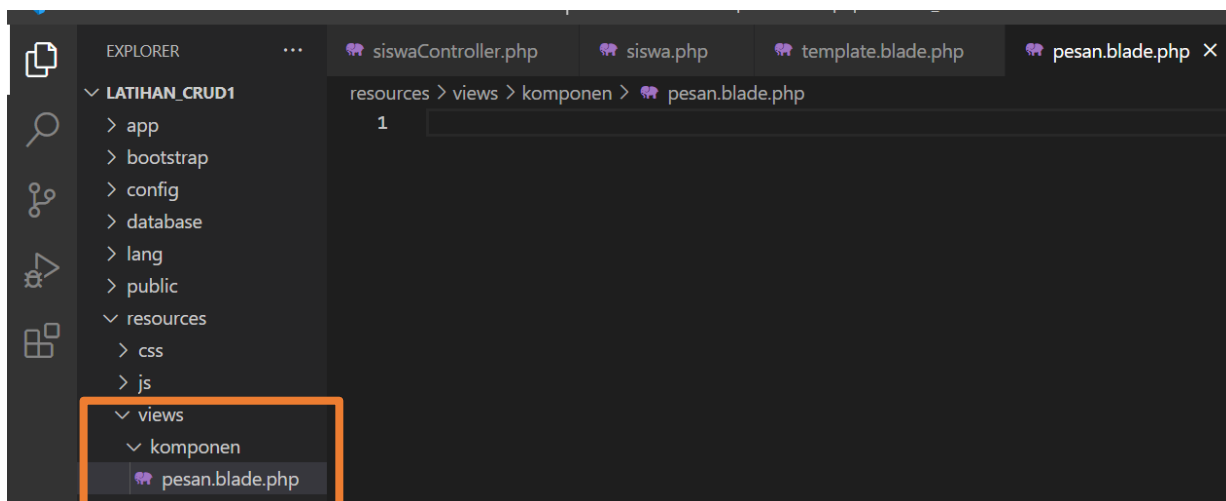 EXPLORER ··· siswaController.php siswa.php template.blade.php pesan.blade.php
LATIHAN_CRUD1 resources > views > komponen > pesan.blade.php
app 1
bootstrap
config
database
lang
public
resources
css
js
views
komponen
pesan.blade.php